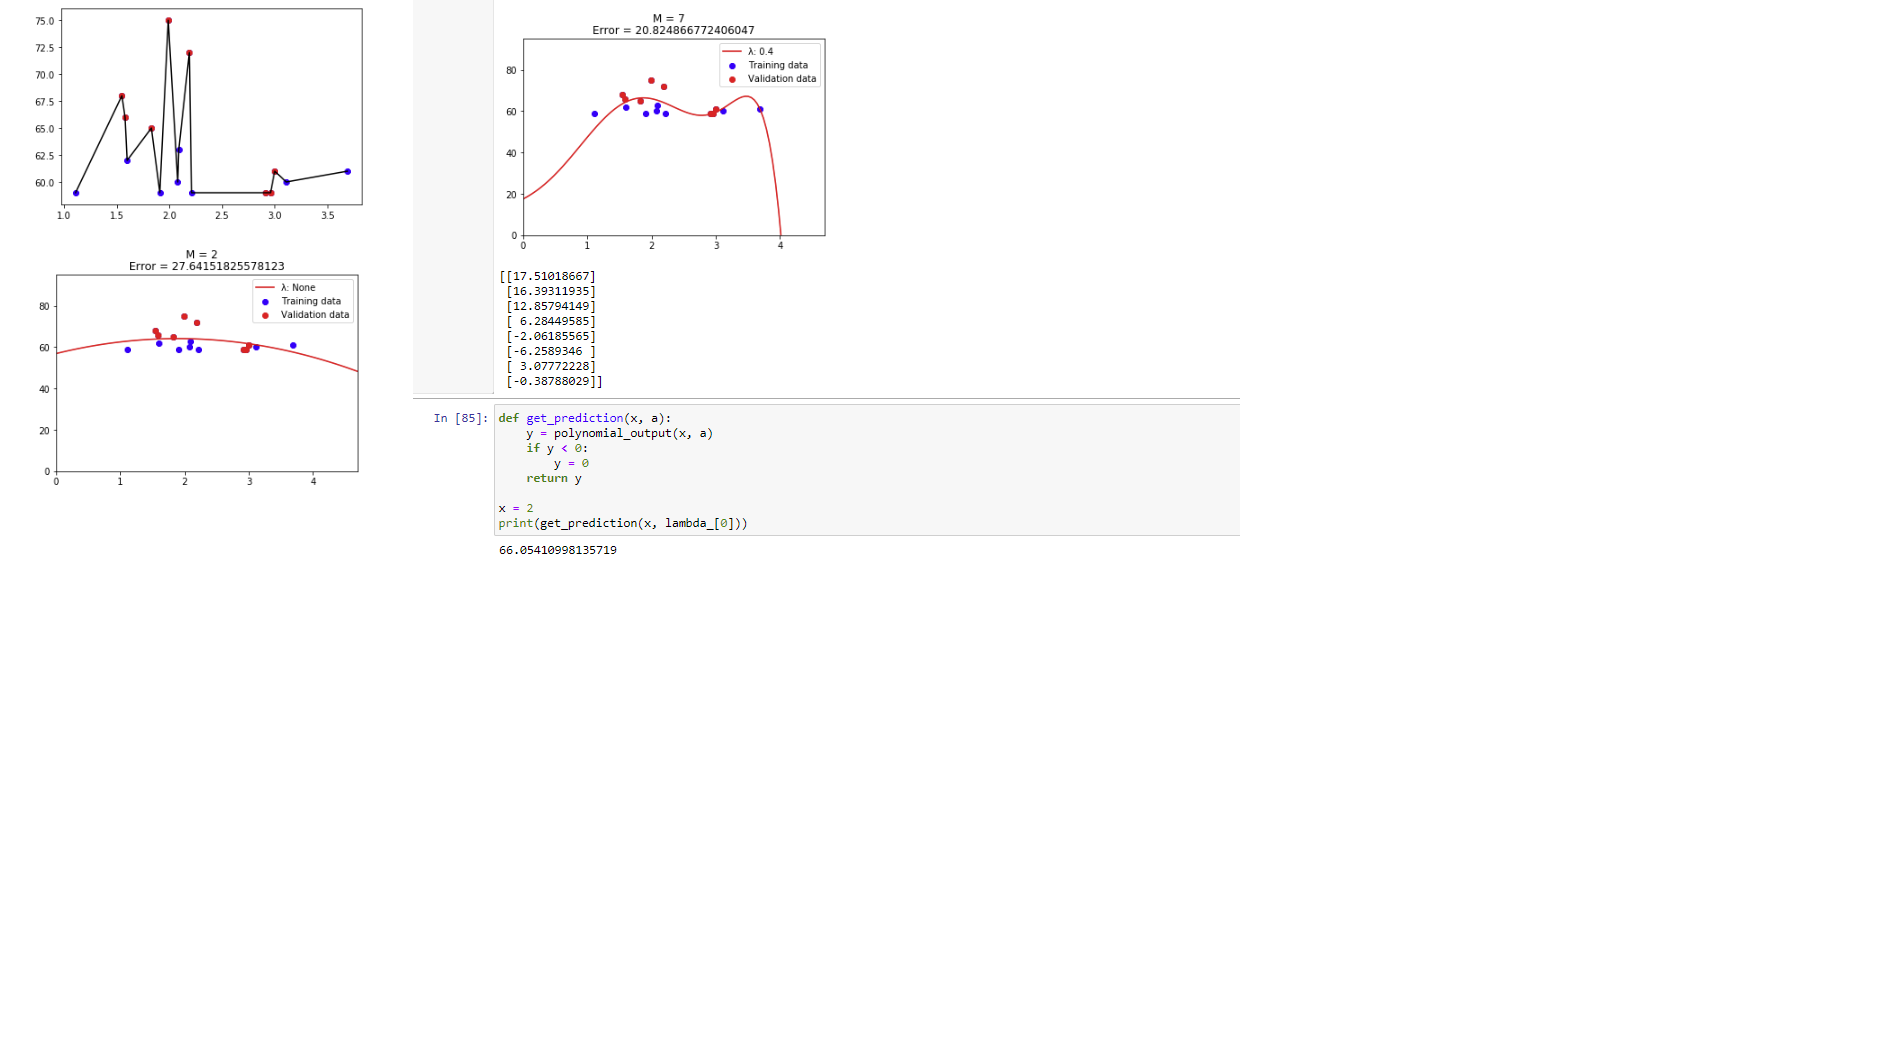 75.0
72.5
70.0
67.5
65.0
62.5
60.0
1.0 1.5 2.0 2.5 3.0 3.5
M = 2
Error = 27.64151825578123
λ: None
Training data
Validation data
80
60
40
20
0
0 1 2 3 4
M = 7
Error = 20.824866772406047
λ: 0.4
Training data
Validation data
80
60
40
20
0
0 1 2 3 4
[[17.51018667]
[16.39311935]
[12.85794149]
[ 6.28449585]
[-2.06185565]
[-6.2589346 ]
[ 3.07772228]
[-0.38788029]]
In [85]: def get_prediction(x, a):
y = polynomial_output(x, a)
if y < 0:
y = 0
return y
x = 2
print(get_prediction(x, lambda_[0]))
66.05410998135719